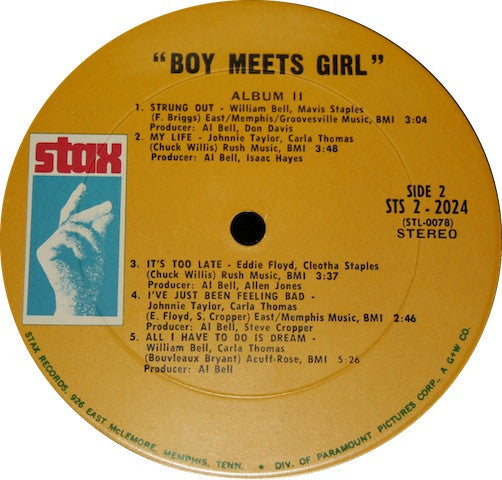 "BOY MEETS GIRL"
ALBUM II
1. STRUNG OUT - William Bell, Mavis Staples
(F. Briggs) East/Memphis/Groovesville Music, BMI 3:04
Producer: Al Bell, Don Davis
2. MY LIFE - Johnnie Taylor, Carla Thomas
(Chuck Willis) Rush Music, BMI 3:48
Producer: Al Bell, Isaac Hayes
stax
SIDE 2
STS 2-2024
(STL-0078)
STEREO
3. IT'S TOO LATE - Eddie Floyd, Cleotha Staples
(Chuck Willis) Rush Music, BMI 3:37
Producer: Al Bell, Allen Jones
4. I'VE JUST BEEN FEELING BAD -
Johnnie Taylor, Carla Thomas
(E. Floyd, S. Cropper) East/Memphis Music, BMI 2:46
Producer: Al Bell, Steve Cropper
5. ALL I HAVE TO DO IS DREAM -
William Bell, Carla Thomas
(Bouvleaux Bryant) Acuff-Rose, BMI 5:26
Producer: Al Bell
STAX RECORDS, 926 EAST McLEMORE, MEMPHIS, TENN. • DIV. OF PARAMOUNT PICTURES CORP., A G+W CO.